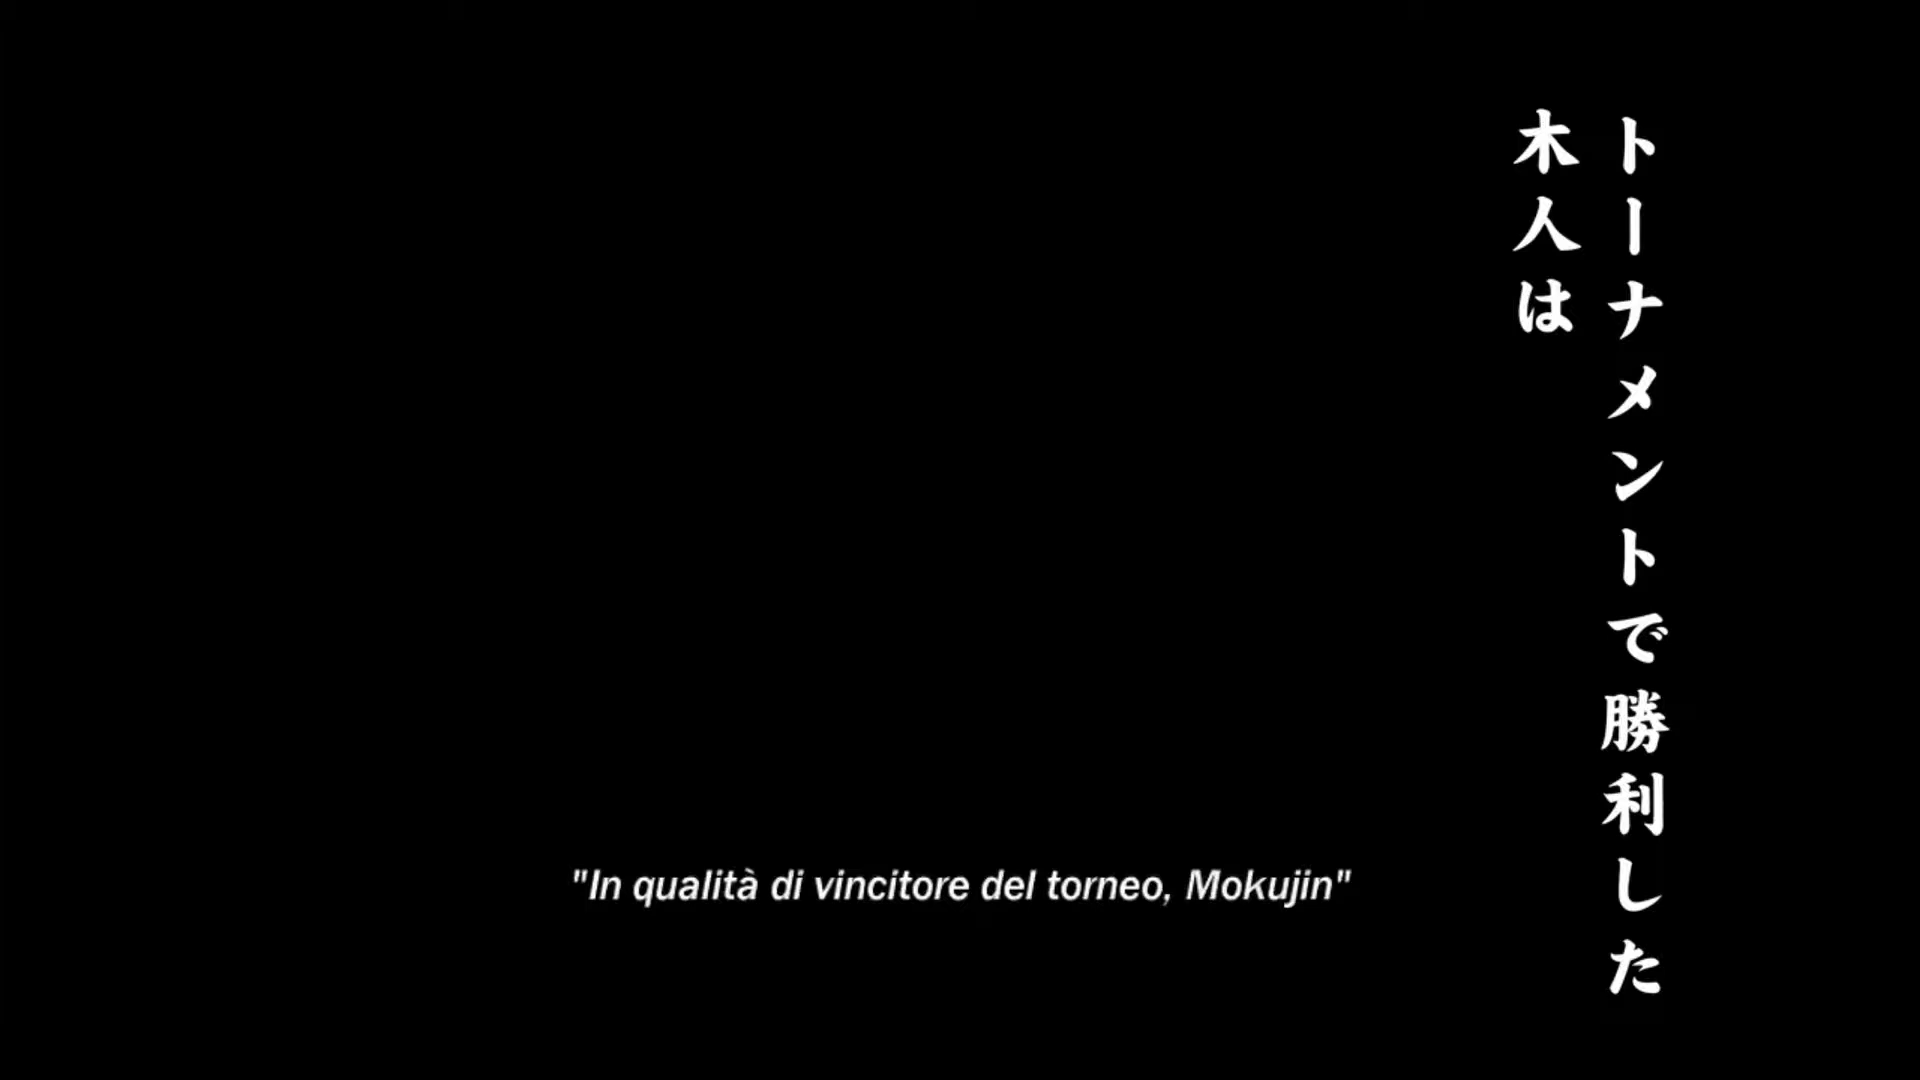 トーナメントで勝利した
木人は
"In qualità di vincitore del torneo, Mokujin"